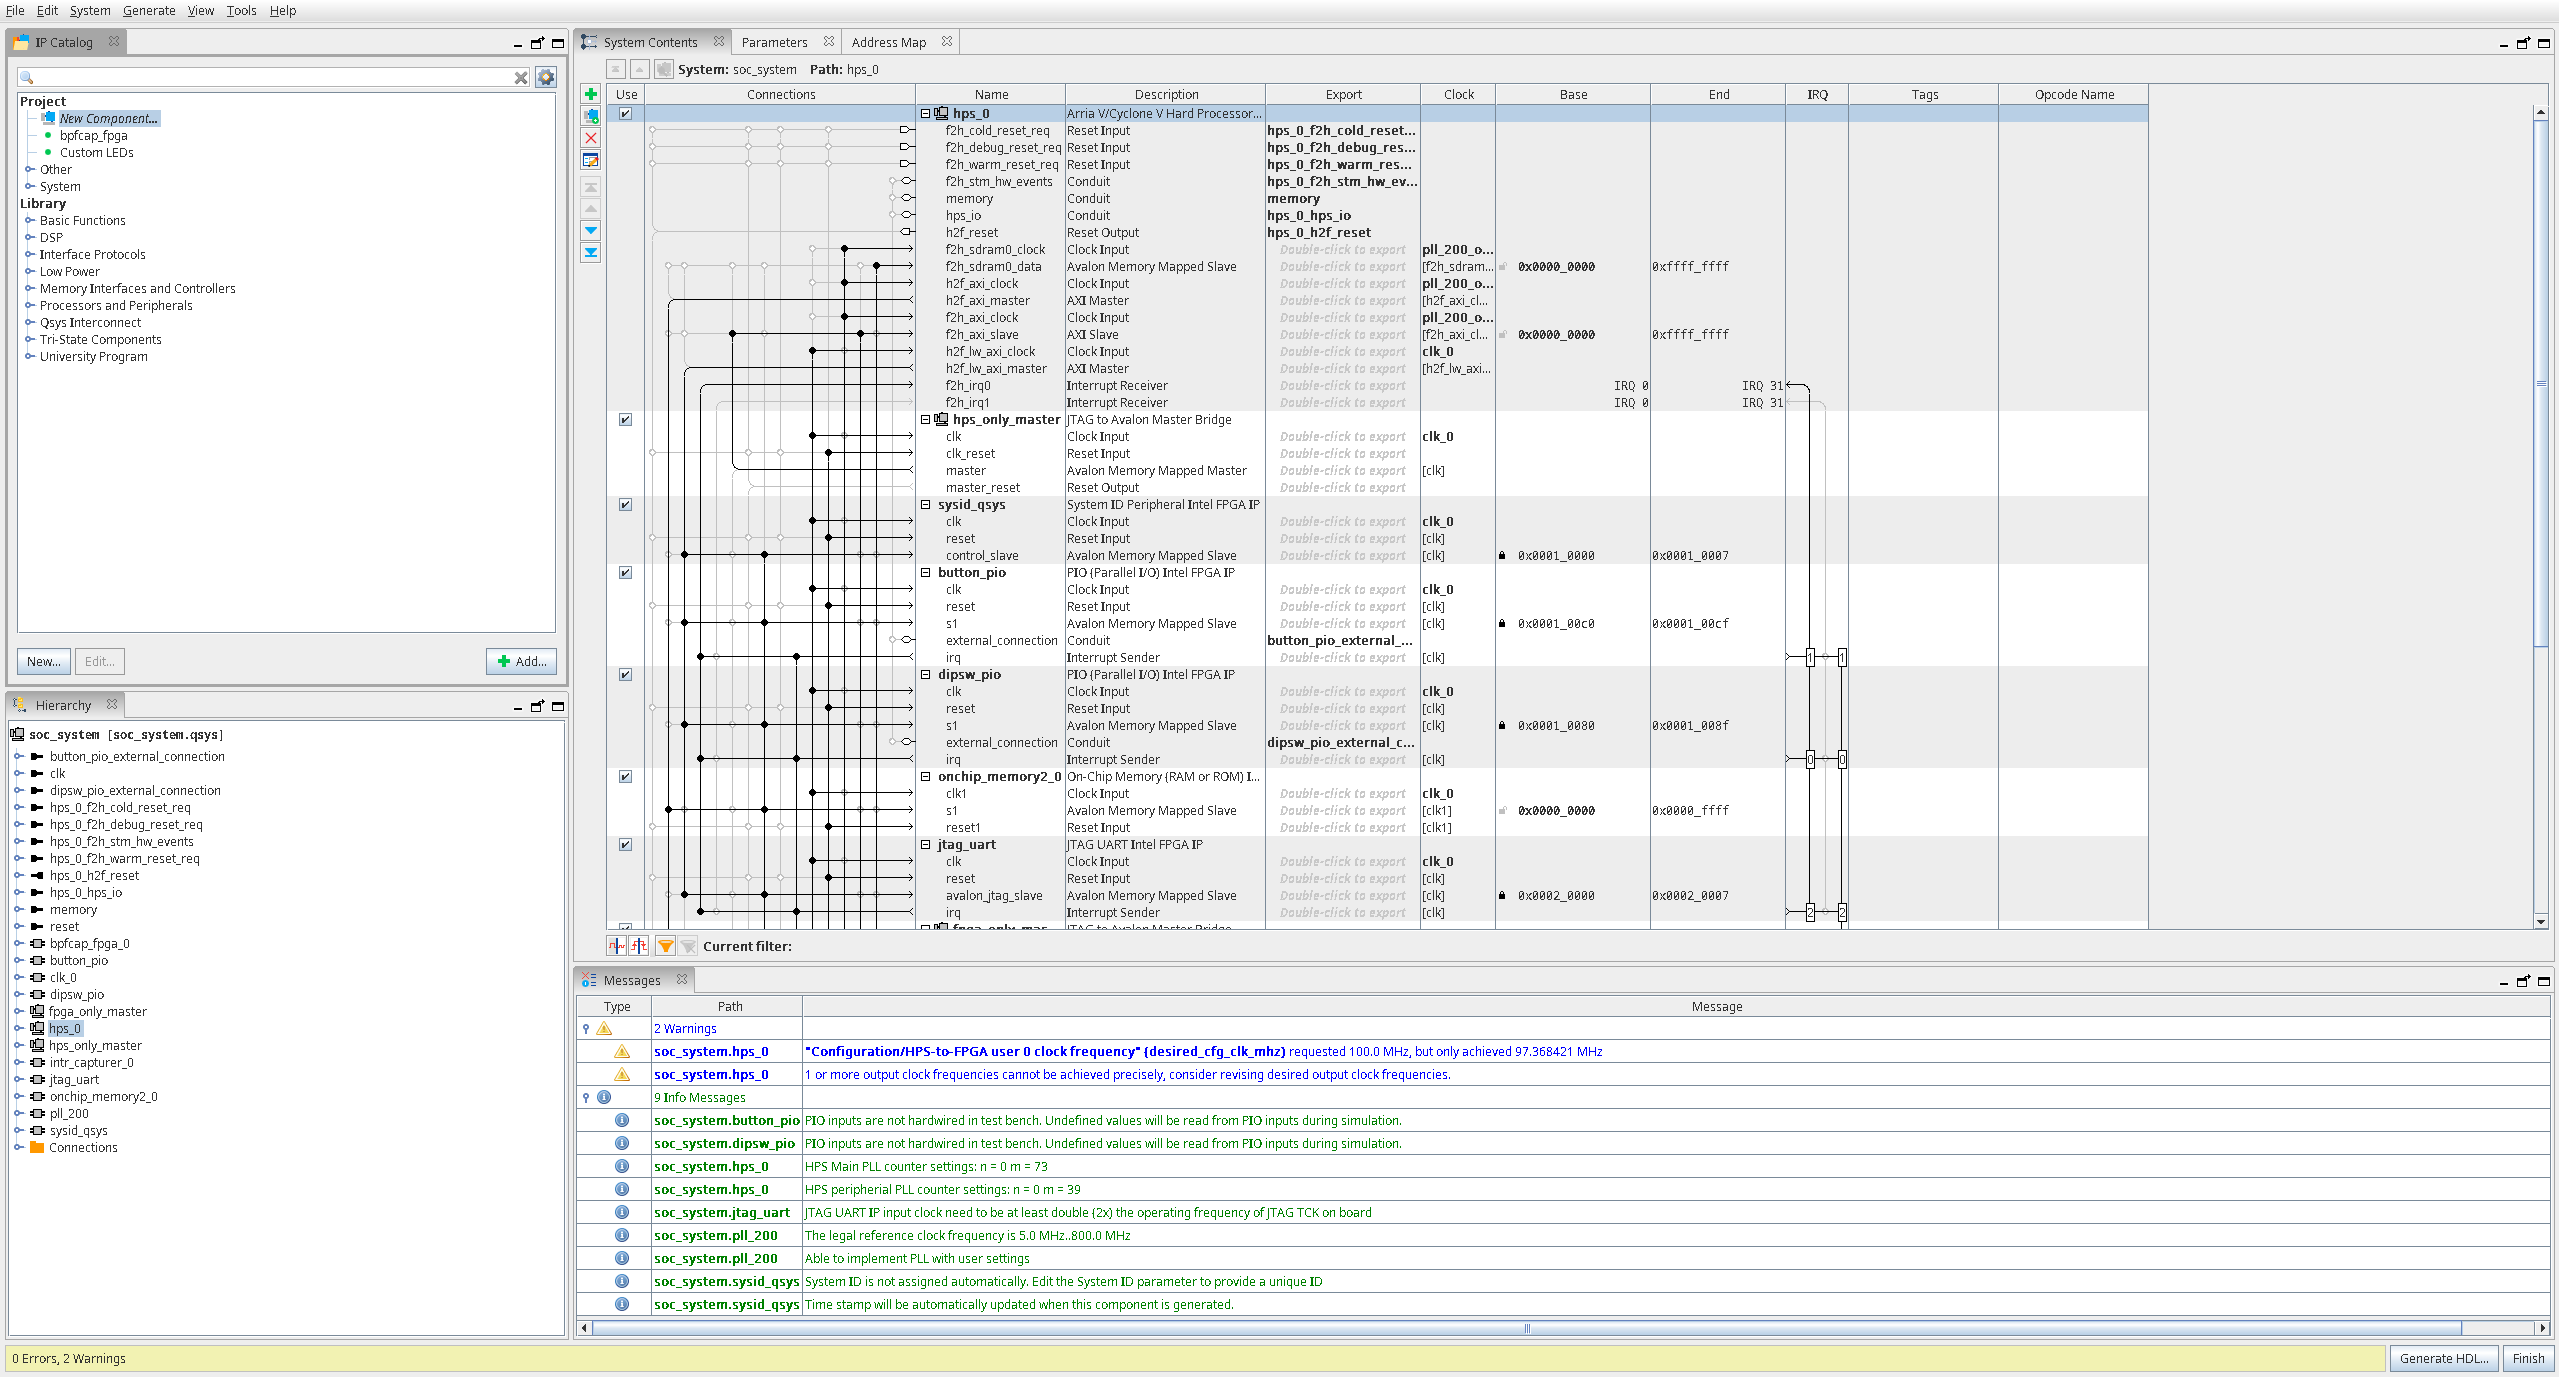 File Edit System Generate View Tools Help
IP Catalog
Project
New Component...
bpfcap_fpga
Custom LEDs
Other
System
Library
Basic Functions
DSP
Interface Protocols
Low Power
Memory Interfaces and Controllers
Processors and Peripherals
Qsys Interconnect
Tri-State Components
University Program
New... Edit... Add...
Hierarchy
soc_system [soc_system.qsys]
button_pio_external_connection
clk
dipsw_pio_external_connection
hps_0_f2h_cold_reset_req
hps_0_f2h_debug_reset_req
hps_0_f2h_stm_hw_events
hps_0_f2h_warm_reset_req
hps_0_h2f_reset
hps_0_hps_io
memory
reset
bpfcap_fpga_0
button_pio
clk_0
dipsw_pio
fpga_only_master
hps_0
hps_only_master
intr_capturer_0
jtag_uart
onchip_memory2_0
pll_200
sysid_qsys
Connections
System Contents Parameters Address Map
System: soc_system Path: hps_0
Use Connections Name Description Export Clock Base End IRQ Tags Opcode Name
hps_0 Arria V/Cyclone V Hard Processor...
f2h_cold_reset_req Reset Input hps_0_f2h_cold_reset...
f2h_debug_reset_req Reset Input hps_0_f2h_debug_res...
f2h_warm_reset_req Reset Input hps_0_f2h_warm_res...
f2h_stm_hw_events Conduit hps_0_f2h_stm_hw_ev...
memory Conduit memory
hps_io Conduit hps_0_hps_io
h2f_reset Reset Output hps_0_h2f_reset
f2h_sdram0_clock Clock Input Double-click to export pll_200_o...
f2h_sdram0_data Avalon Memory Mapped Slave Double-click to export [f2h_sdram... 0x0000_0000 0xffff_ffff
h2f_axi_clock Clock Input Double-click to export pll_200_o...
h2f_axi_master AXI Master Double-click to export [h2f_axi_cl...
f2h_axi_clock Clock Input Double-click to export pll_200_o...
f2h_axi_slave AXI Slave Double-click to export [f2h_axi_cl... 0x0000_0000 0xffff_ffff
h2f_lw_axi_clock Clock Input Double-click to export clk_0
h2f_lw_axi_master AXI Master Double-click to export [h2f_lw_axi...
f2h_irq0 Interrupt Receiver Double-click to export IRQ 0 IRQ 31
f2h_irq1 Interrupt Receiver Double-click to export IRQ 0 IRQ 31
hps_only_master JTAG to Avalon Master Bridge
clk Clock Input Double-click to export clk_0
clk_reset Reset Input Double-click to export
master Avalon Memory Mapped Master Double-click to export [clk]
master_reset Reset Output Double-click to export
sysid_qsys System ID Peripheral Intel FPGA IP
clk Clock Input Double-click to export clk_0
reset Reset Input Double-click to export [clk]
control_slave Avalon Memory Mapped Slave Double-click to export [clk] 0x0001_0000 0x0001_0007
button_pio PIO (Parallel I/O) Intel FPGA IP
clk Clock Input Double-click to export clk_0
reset Reset Input Double-click to export [clk]
s1 Avalon Memory Mapped Slave Double-click to export [clk] 0x0001_00c0 0x0001_00cf
external_connection Conduit button_pio_external_...
irq Interrupt Sender Double-click to export [clk] 1 1
dipsw_pio PIO (Parallel I/O) Intel FPGA IP
clk Clock Input Double-click to export clk_0
reset Reset Input Double-click to export [clk]
s1 Avalon Memory Mapped Slave Double-click to export [clk] 0x0001_0080 0x0001_008f
external_connection Conduit dipsw_pio_external_c...
irq Interrupt Sender Double-click to export [clk] 0 0
onchip_memory2_0 On-Chip Memory (RAM or ROM) I...
clk1 Clock Input Double-click to export clk_0
s1 Avalon Memory Mapped Slave Double-click to export [clk1] 0x0000_0000 0x0000_ffff
reset1 Reset Input Double-click to export [clk1]
jtag_uart JTAG UART Intel FPGA IP
clk Clock Input Double-click to export clk_0
reset Reset Input Double-click to export [clk]
avalon_jtag_slave Avalon Memory Mapped Slave Double-click to export [clk] 0x0002_0000 0x0002_0007
irq Interrupt Sender Double-click to export [clk] 2 2
fpga_only_mas... JTAG to Avalon Master Bridge
Current filter:
Messages
Type Path Message
2 Warnings
soc_system.hps_0 "Configuration/HPS-to-FPGA user 0 clock frequency" (desired_cfg_clk_mhz) requested 100.0 MHz, but only achieved 97.368421 MHz
soc_system.hps_0 1 or more output clock frequencies cannot be achieved precisely, consider revising desired output clock frequencies.
9 Info Messages
soc_system.button_pio PIO inputs are not hardwired in test bench. Undefined values will be read from PIO inputs during simulation.
soc_system.dipsw_pio PIO inputs are not hardwired in test bench. Undefined values will be read from PIO inputs during simulation.
soc_system.hps_0 HPS Main PLL counter settings: n = 0 m = 73
soc_system.hps_0 HPS peripherial PLL counter settings: n = 0 m = 39
soc_system.jtag_uart JTAG UART IP input clock need to be at least double (2x) the operating frequency of JTAG TCK on board
soc_system.pll_200 The legal reference clock frequency is 5.0 MHz..800.0 MHz
soc_system.pll_200 Able to implement PLL with user settings
soc_system.sysid_qsys System ID is not assigned automatically. Edit the System ID parameter to provide a unique ID
soc_system.sysid_qsys Time stamp will be automatically updated when this component is generated.
0 Errors, 2 Warnings
Generate HDL... Finish